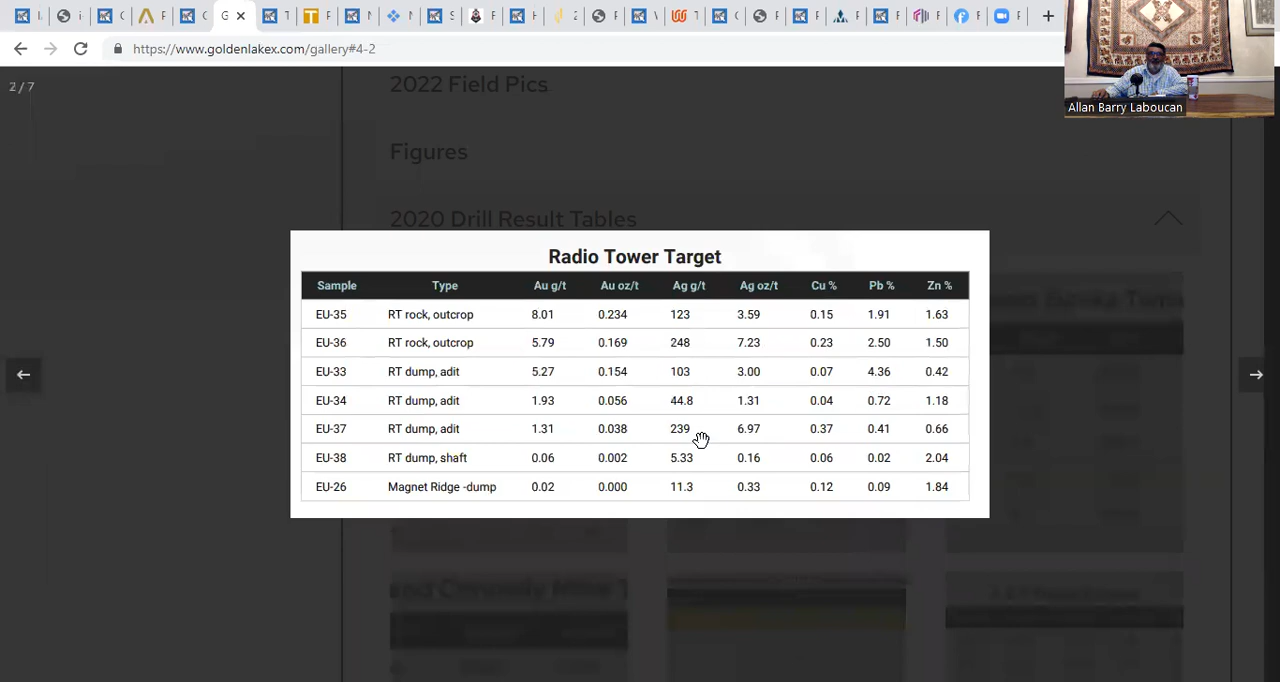 https://www.goldenlakex.com/gallery#4-2
Allan Barry Laboucan
2 / 7
2022 Field Pics
Figures
2020 Drill Result Tables
Radio Tower Target
Sample Type Au g/t Au oz/t Ag g/t Ag oz/t Cu % Pb % Zn %
EU-35 RT rock, outcrop 8.01 0.234 123 3.59 0.15 1.91 1.63
EU-36 RT rock, outcrop 5.79 0.169 248 7.23 0.23 2.50 1.50
EU-33 RT dump, adit 5.27 0.154 103 3.00 0.07 4.36 0.42
EU-34 RT dump, adit 1.93 0.056 44.8 1.31 0.04 0.72 1.18
EU-37 RT dump, adit 1.31 0.038 239 6.97 0.37 0.41 0.66
EU-38 RT dump, shaft 0.06 0.002 5.33 0.16 0.06 0.02 2.04
EU-26 Magnet Ridge -dump 0.02 0.000 11.3 0.33 0.12 0.09 1.84